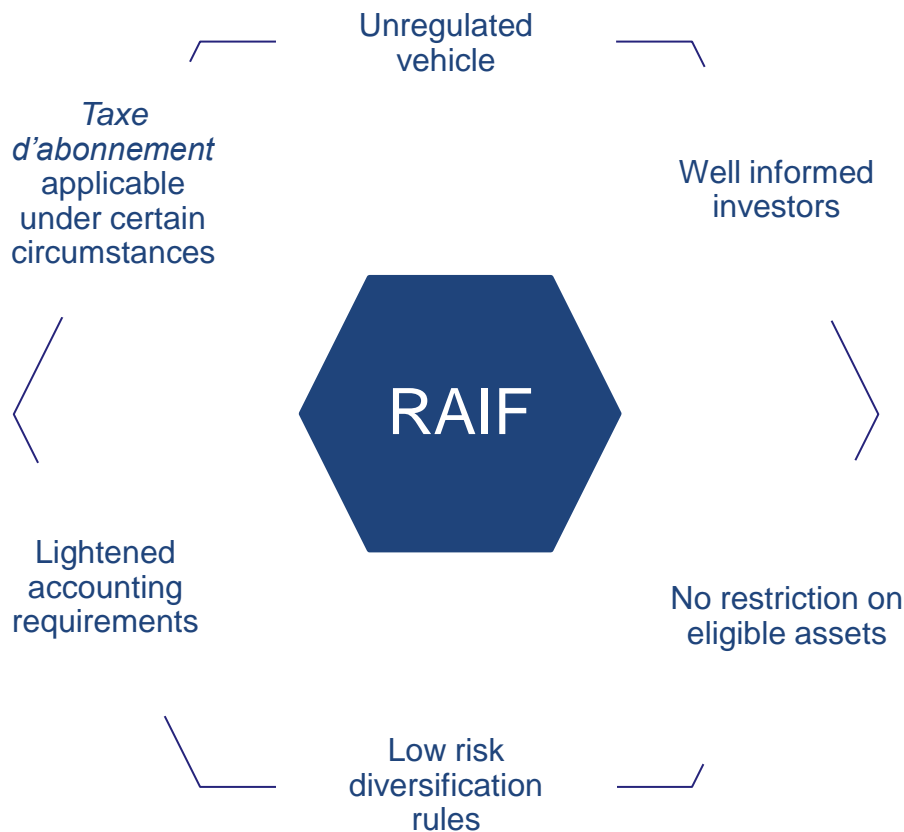 Unregulated
vehicle
Taxe
d’abonnement
applicable
under certain
circumstances
Well informed
investors
RAIF
Lightened
accounting
requirements
No restriction on
eligible assets
Low risk
diversification
rules